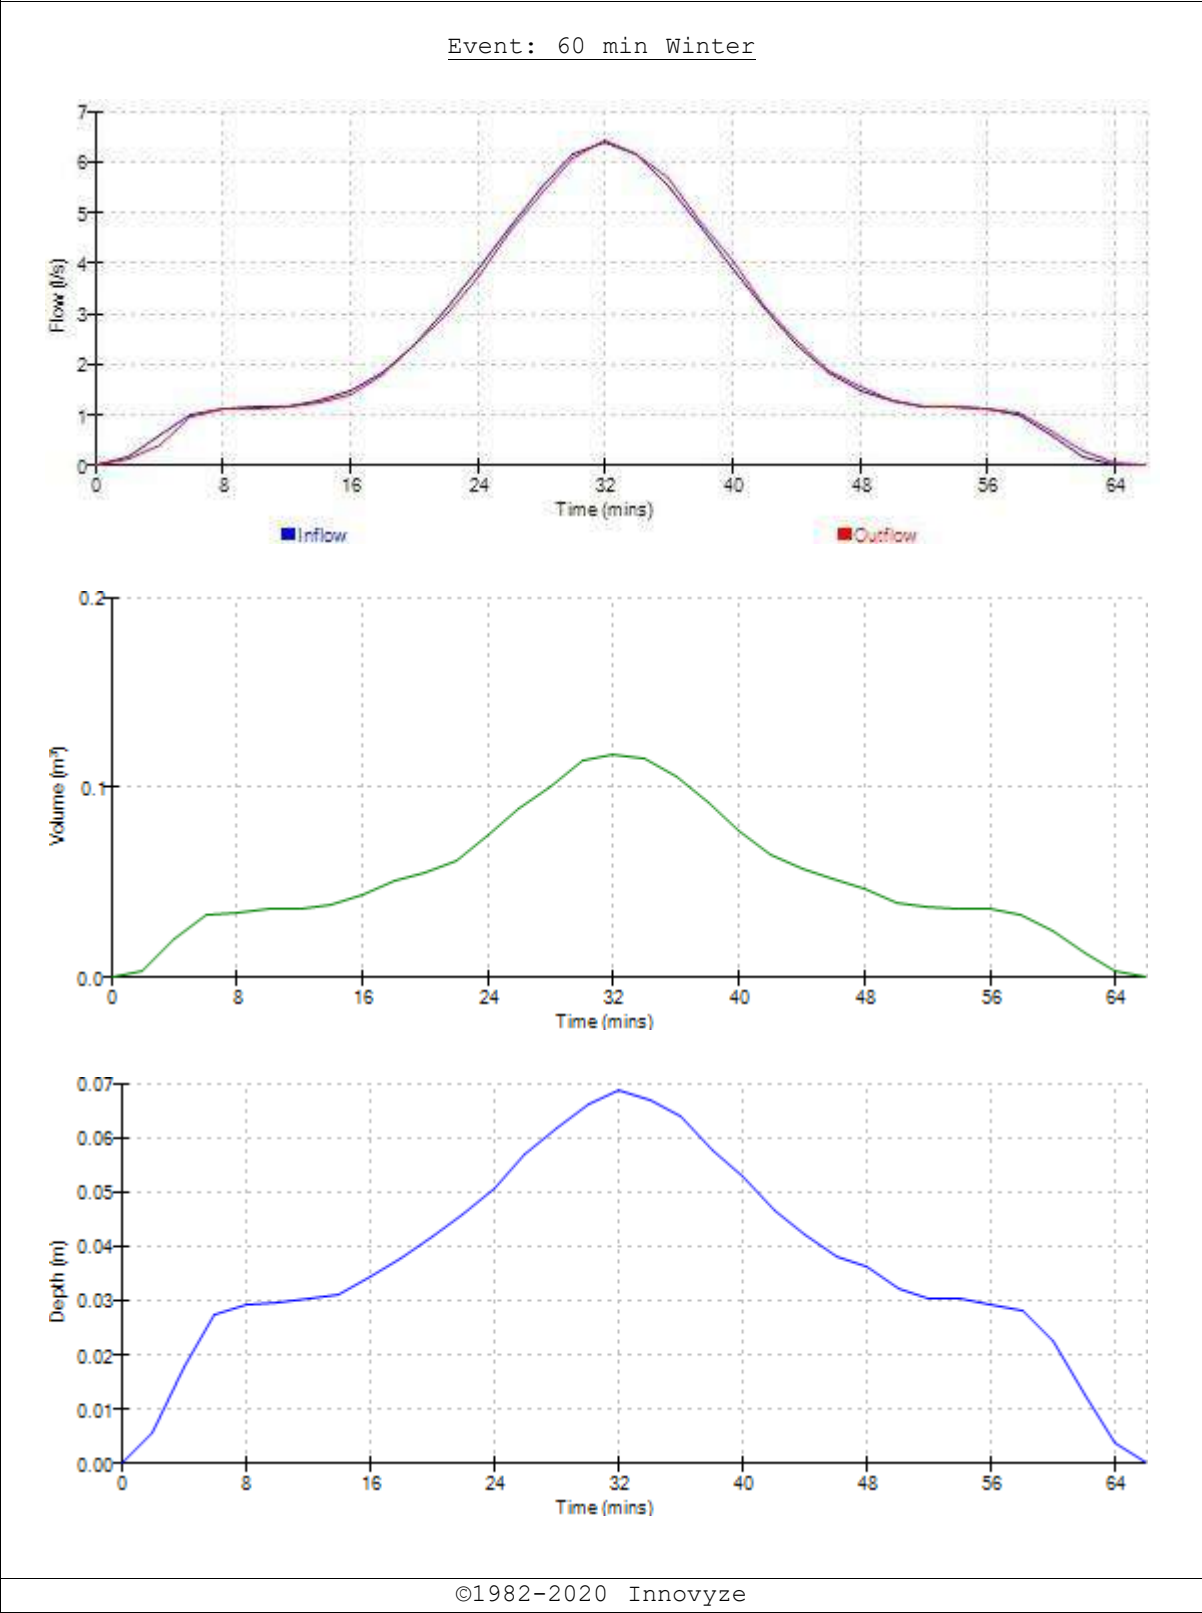 Event: 60 min Winter
7
6
5
4
3
2
1
0
Flow (l/s)
0 8 16 24 32 40 48 56 64
Time (mins)
Inflow Outflow
0.2
0.1
0.0
Volume (m³)
0 8 16 24 32 40 48 56 64
Time (mins)
0.07
0.06
0.05
0.04
0.03
0.02
0.01
0.00
Depth (m)
0 8 16 24 32 40 48 56 64
Time (mins)
©1982-2020 Innovyze